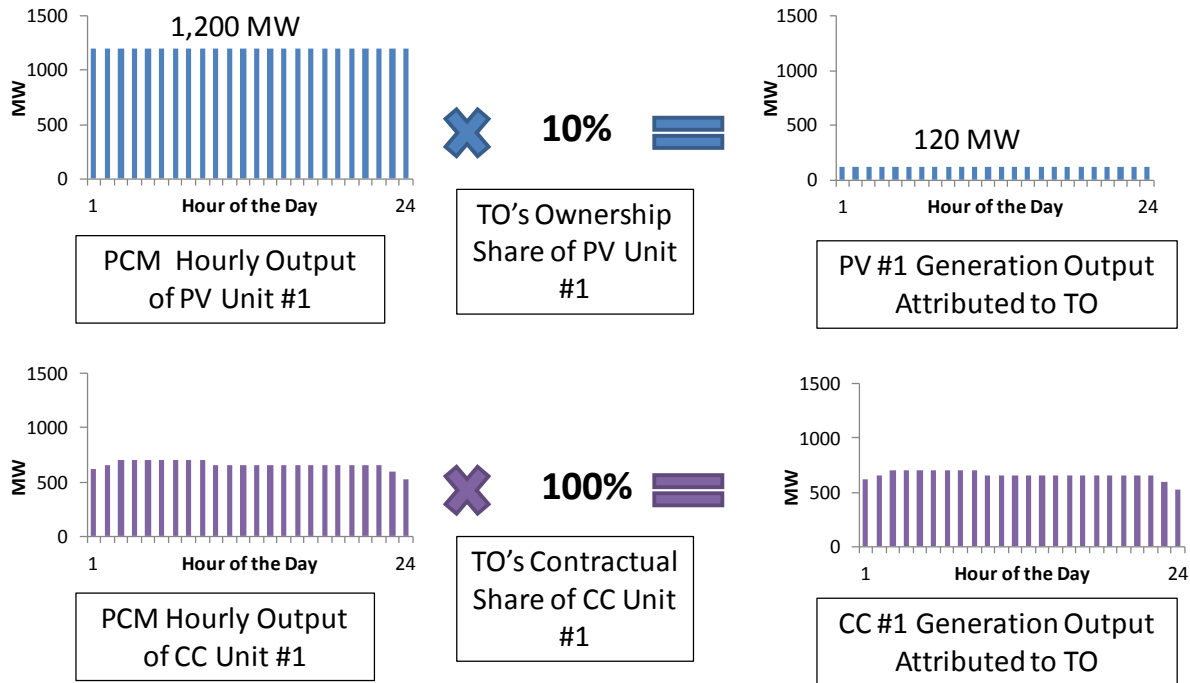 1500
1,200 MW
1000
MW
500
0
1
Hour of the Day
24
PCM Hourly Output
of PV Unit #1
10%
TO's Ownership
Share of PV Unit
#1
1500
1000
MW
500
120 MW
0
1
Hour of the Day
24
PV #1 Generation Output
Attributed to TO
1500
1000
MW
500
0
1
Hour of the Day
24
PCM Hourly Output
of CC Unit #1
100%
TO's Contractual
Share of CC Unit
#1
1500
1000
MW
500
0
1
Hour of the Day
24
CC #1 Generation Output
Attributed to TO